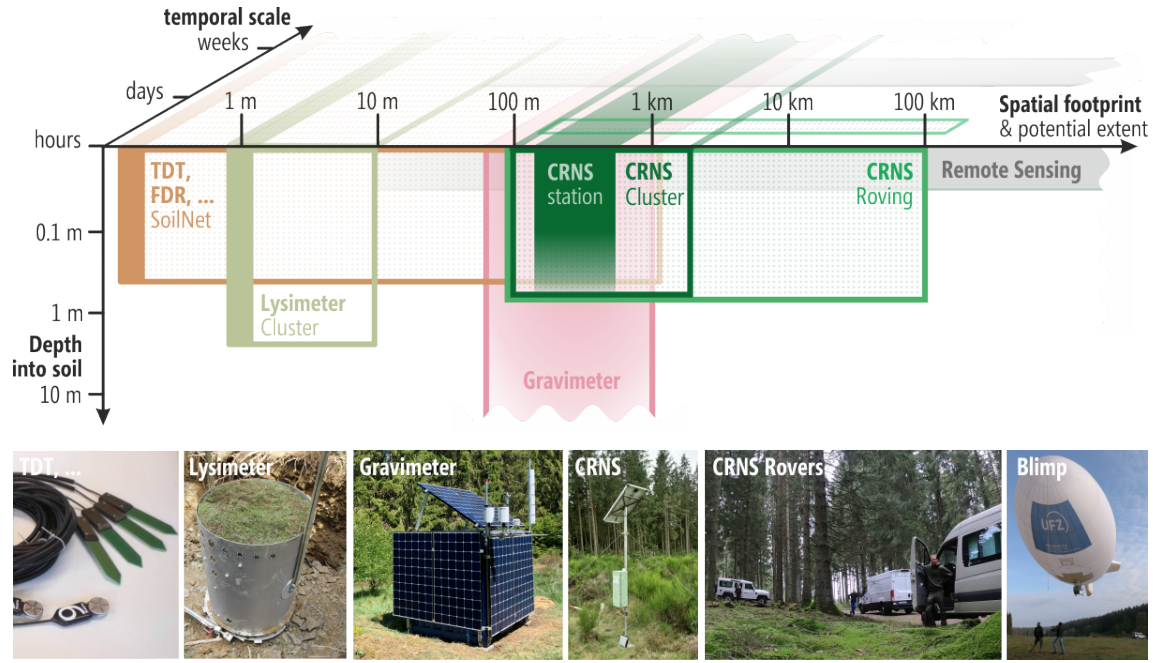 temporal scale
weeks
days
hours
1 m
10 m
100 m
1 km
10 km
100 km
Spatial footprint
& potential extent
TDT,
FDR, ...
SoilNet
CRNS
station
CRNS
Cluster
CRNS
Roving
Remote Sensing
0.1 m
1 m
Depth
into soil
10 m
Lysimeter
Cluster
Gravimeter
TDT, ...
Lysimeter
Gravimeter
CRNS
CRNS Rovers
Blimp
UFZ